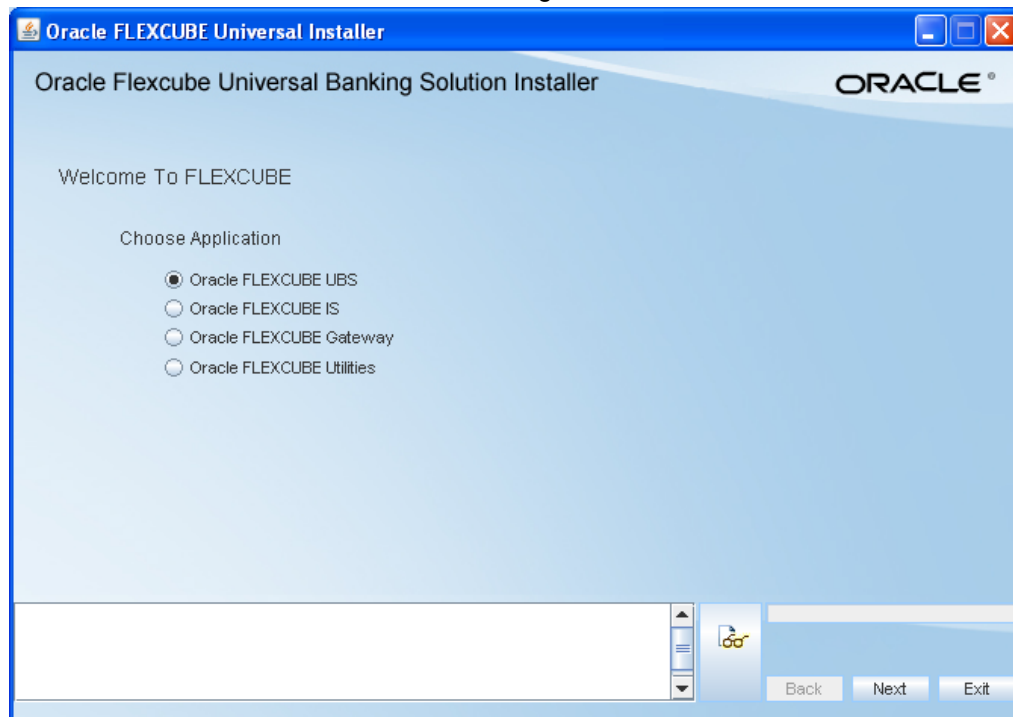 Oracle FLEXCUBE Universal Installer
Oracle Flexcube Universal Banking Solution Installer
ORACLE®
Welcome To FLEXCUBE
Choose Application
Oracle FLEXCUBE UBS
Oracle FLEXCUBE IS
Oracle FLEXCUBE Gateway
Oracle FLEXCUBE Utilities
Back Next Exit